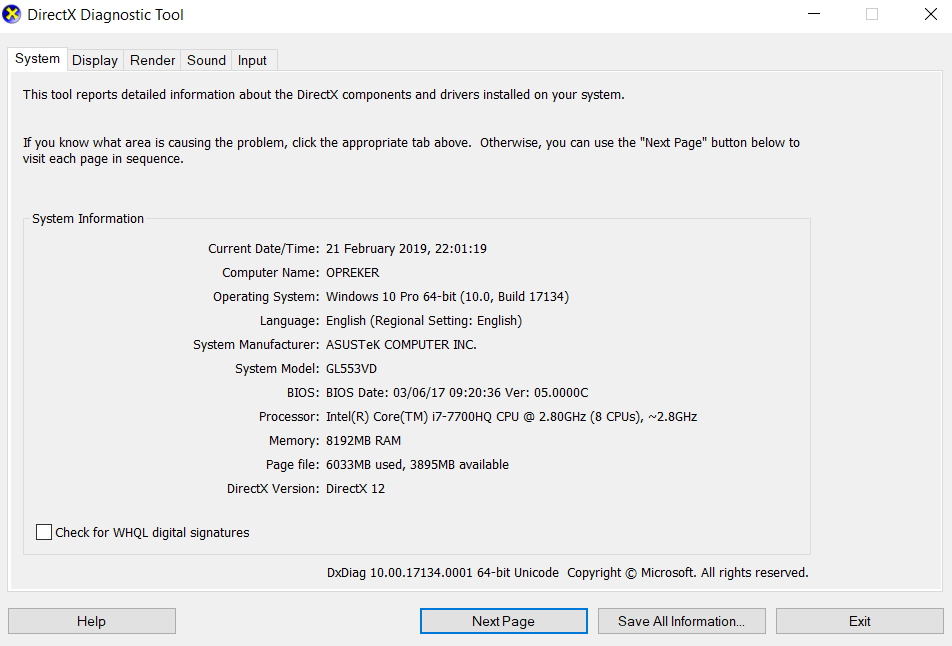 DirectX Diagnostic Tool
System Display Render Sound Input
This tool reports detailed information about the DirectX components and drivers installed on your system.
If you know what area is causing the problem, click the appropriate tab above.  Otherwise, you can use the "Next Page" button below to
visit each page in sequence.
System Information
Current Date/Time: 21 February 2019, 22:01:19
Computer Name: OPREKER
Operating System: Windows 10 Pro 64-bit (10.0, Build 17134)
Language: English (Regional Setting: English)
System Manufacturer: ASUSTeK COMPUTER INC.
System Model: GL553VD
BIOS: BIOS Date: 03/06/17 09:20:36 Ver: 05.0000C
Processor: Intel(R) Core(TM) i7-7700HQ CPU @ 2.80GHz (8 CPUs), ~2.8GHz
Memory: 8192MB RAM
Page file: 6033MB used, 3895MB available
DirectX Version: DirectX 12
Check for WHQL digital signatures
DxDiag 10.00.17134.0001 64-bit Unicode  Copyright © Microsoft. All rights reserved.
Help Next Page Save All Information... Exit